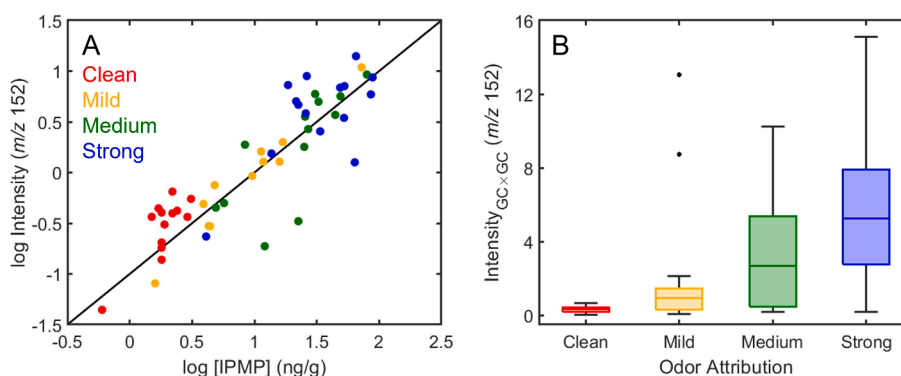 A
Clean
Mild
Medium
Strong
1.5
1
0.5
0
-0.5
-1
-1.5
-0.5 0 0.5 1 1.5 2 2.5
log Intensity (m/z 152)
log [IPMP] (ng/g)
B
16
12
8
4
0
Clean Mild Medium Strong
IntensityGC×GC (m/z 152)
Odor Attribution